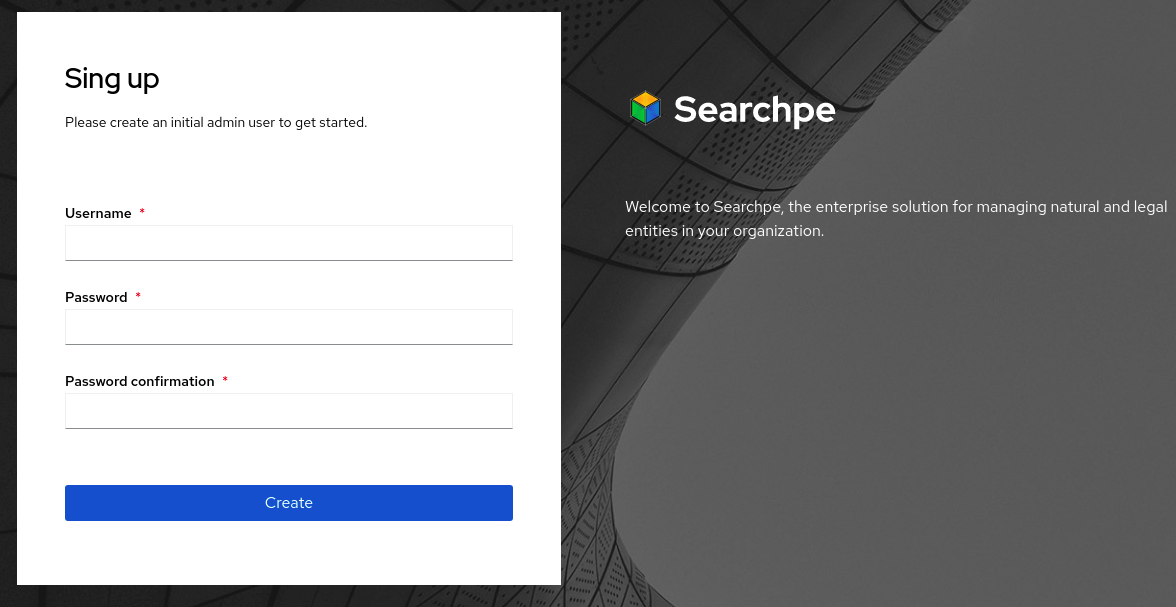 Sing up
Please create an initial admin user to get started.
Username *
Password *
Password confirmation *
Create
Searchpe
Welcome to Searchpe, the enterprise solution for managing natural and legal
entities in your organization.